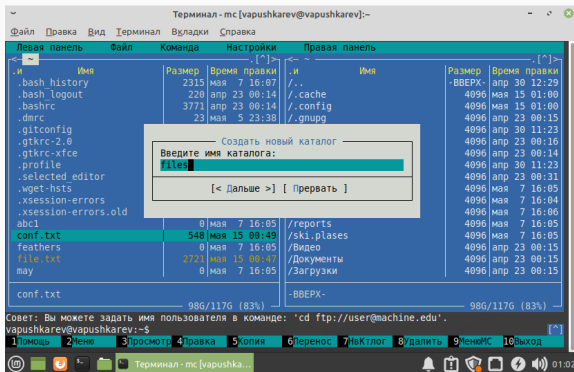 Терминал - mc [vapushkarev@vapushkarev]:~
Файл Правка Вид Терминал Вкладки Справка
Левая панель Файл Команда Настройки Правая панель
<- ~ .[^]> <- ~ .[^]>
.и Имя Размер Время правки .и Имя Размер Время правки
.bash_history 2315 мая 7 16:07 /.. -ВВЕРХ- апр 30 12:29
.bash_logout 220 апр 23 00:14 /.cache 4096 мая 15 01:00
.bashrc 3771 апр 23 00:14 /.config 4096 мая 15 01:00
.dmrc 23 мая 5 23:38 /.gnupg 4096 апр 23 00:15
.gitconfig 4096 апр 30 11:23
.gtkrc-2.0 4096 апр 23 00:16
.gtkrc-xfce 4096 апр 23 00:14
.profile 4096 апр 30 11:23
.selected_editor 4096 апр 23 00:31
.wget-hsts 4096 мая 7 16:05
.xsession-errors 4096 мая 7 16:04
.xsession-errors.old 4096 мая 7 16:06
Создать новый каталог
Введите имя каталога:
files
[< Дальше >] [ Прервать ]
abc1 0 мая 7 16:05 /reports 4096 мая 7 16:05
conf.txt 548 мая 15 00:49 /ski.plases 4096 мая 7 16:05
feathers 0 мая 7 16:05 /Видео 4096 апр 23 00:15
file.txt 2721 мая 15 00:47 /Документы 4096 апр 23 00:15
may 0 мая 7 16:05 /Загрузки 4096 апр 23 00:15
conf.txt -ВВЕРХ-
98G/117G (83%) 98G/117G (83%)
Совет: Вы можете задать имя пользователя в команде: 'cd ftp://user@machine.edu'.
vapushkarev@vapushkarev:~$ [^]
1Помощь 2Меню 3Просмотр 4Правка 5Копия 6Перенос 7НвКтлог 8Удалить 9МенюМС 10Выход
Терминал - mc [vapushka... 01:02